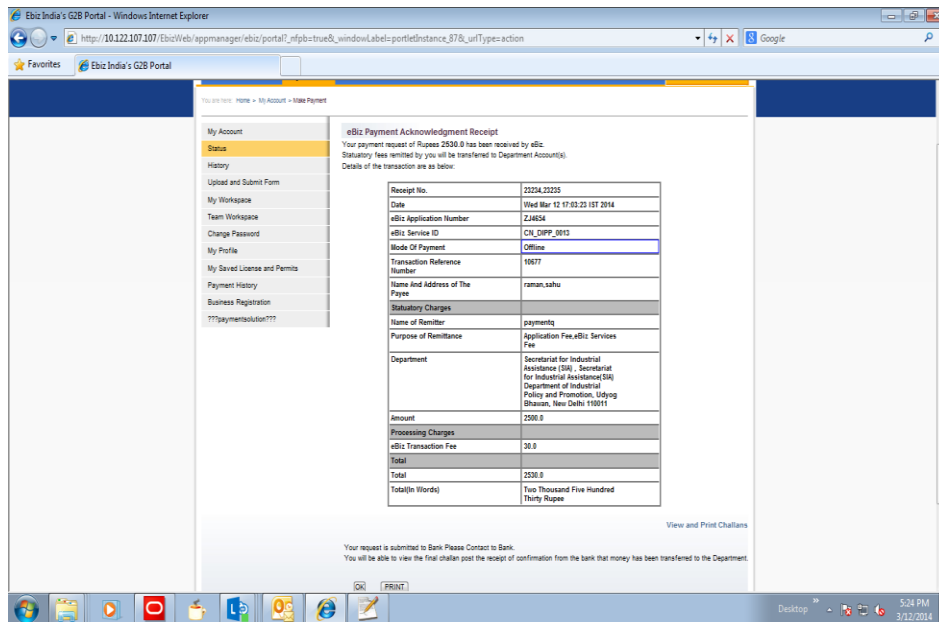 Ebiz India's G2B Portal - Windows Internet Explorer
http://10.122.107.107/EbizWeb/appmanager/ebiz/portal?_nfpb=true&_windowLabel=portletInstance_87&_urlType=action
Google
Favorites
Ebiz India's G2B Portal
You are here: Home > My Account > Make Payment
My Account
Status
History
Upload and Submit Form
My Workspace
Team Workspace
Change Password
My Profile
My Saved License and Permits
Payment History
Business Registration
???paymentsolution???
eBiz Payment Acknowledgment Receipt
Your payment request of Rupees 2530.0 has been received by eBiz.
Statuatory fees remitted by you will be transferred to Department Account(s).
Details of the transaction are as below:
Receipt No. 23234,23235
Date Wed Mar 12 17:03:23 IST 2014
eBiz Application Number ZJ4654
eBiz Service ID CN_DIPP_0013
Mode Of Payment Offline
Transaction Reference 10677
Number
Name And Address of The raman,sahu
Payee
Statuatory Charges
Name of Remitter paymentq
Purpose of Remittance Application Fee,eBiz Services
Fee
Department Secretariat for Industrial
Assistance (SIA) , Secretariat
for Industrial Assistance(SIA)
Department of Industrial
Policy and Promotion, Udyog
Bhawan, New Delhi 110011
Amount 2500.0
Processing Charges
eBiz Transaction Fee 30.0
Total
Total 2530.0
Total(In Words) Two Thousand Five Hundred
Thirty Rupee
View and Print Challans
Your request is submitted to Bank Please Contact to Bank.
You will be able to view the final challan post the receipt of confirmation from the bank that money has been transferred to the Department.
OK PRINT
Desktop
5:24 PM
3/12/2014